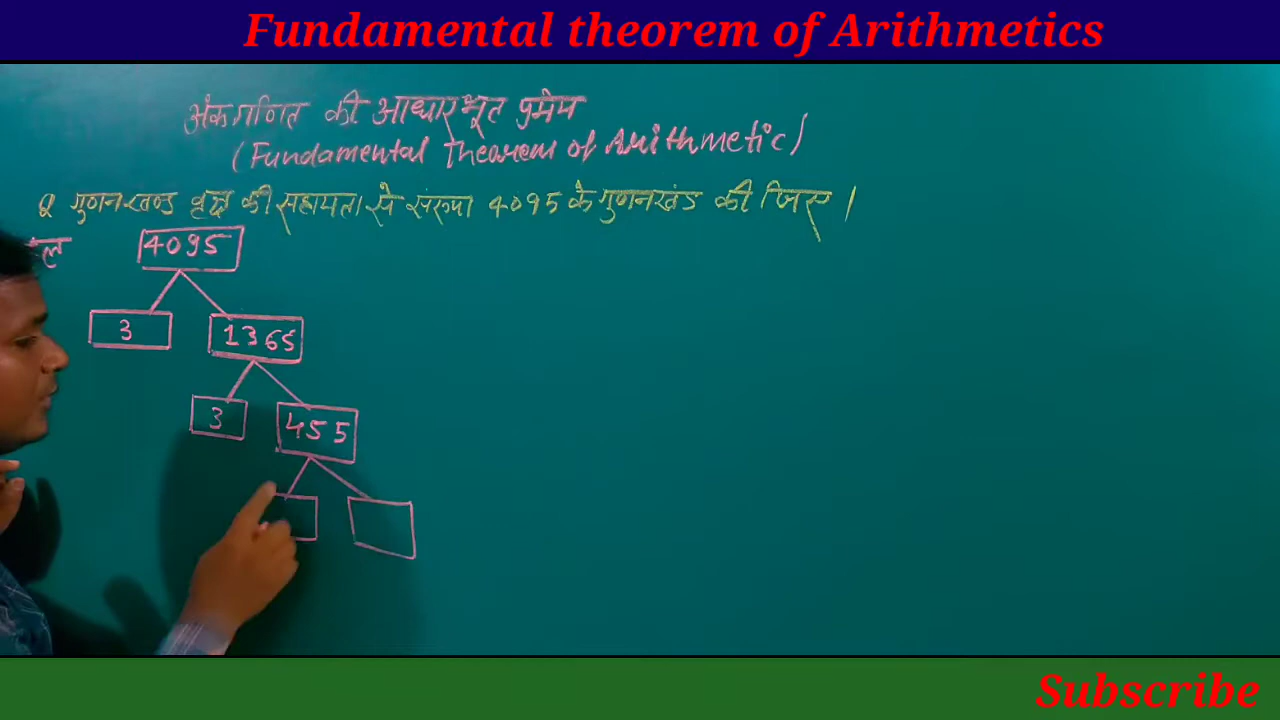 Fundamental theorem of Arithmetics
अंकगणित की आधारभूत प्रमेय
(Fundamental Theorem of Arithmetic)
Q गुणनखण्ड वृक्ष की सहायता से संख्या 4095 के गुणनखंड की जिए।
4095
3 1365
3 455
Subscribe